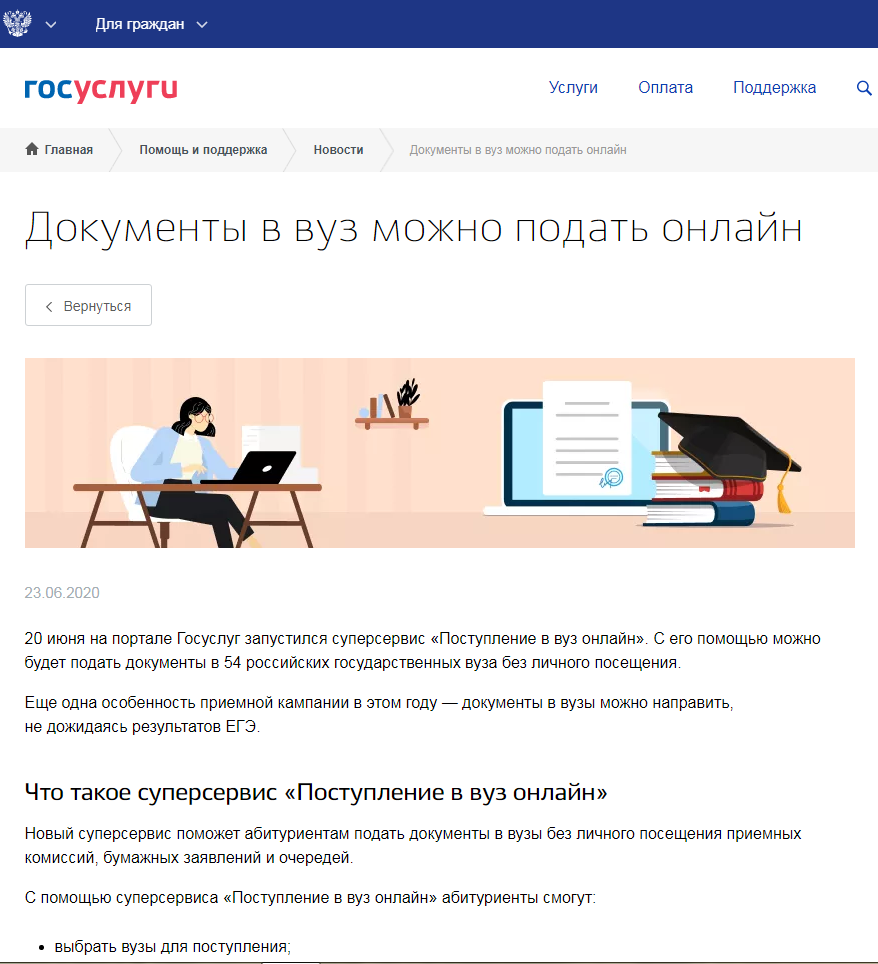 Для граждан
госуслуги
Услуги Оплата Поддержка
Главная Помощь и поддержка Новости Документы в вуз можно подать онлайн
Документы в вуз можно подать онлайн
Вернуться
23.06.2020
20 июня на портале Госуслуг запустился суперсервис «Поступление в вуз онлайн». С его помощью можно
будет подать документы в 54 российских государственных вуза без личного посещения.
Еще одна особенность приемной кампании в этом году — документы в вузы можно направить,
не дожидаясь результатов ЕГЭ.
Что такое суперсервис «Поступление в вуз онлайн»
Новый суперсервис поможет абитуриентам подать документы в вузы без личного посещения приемных
комиссий, бумажных заявлений и очередей.
С помощью суперсервиса «Поступление в вуз онлайн» абитуриенты смогут:
• выбрать вузы для поступления;